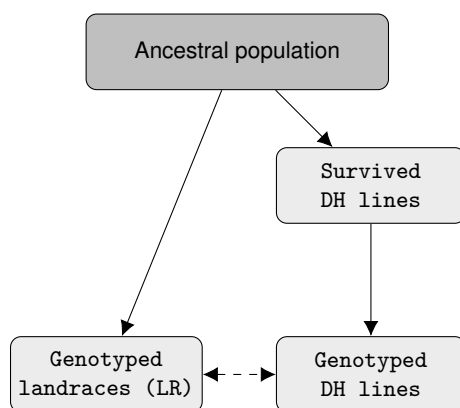 Ancestral population
Survived
DH lines
Genotyped
landraces (LR)
Genotyped
DH lines